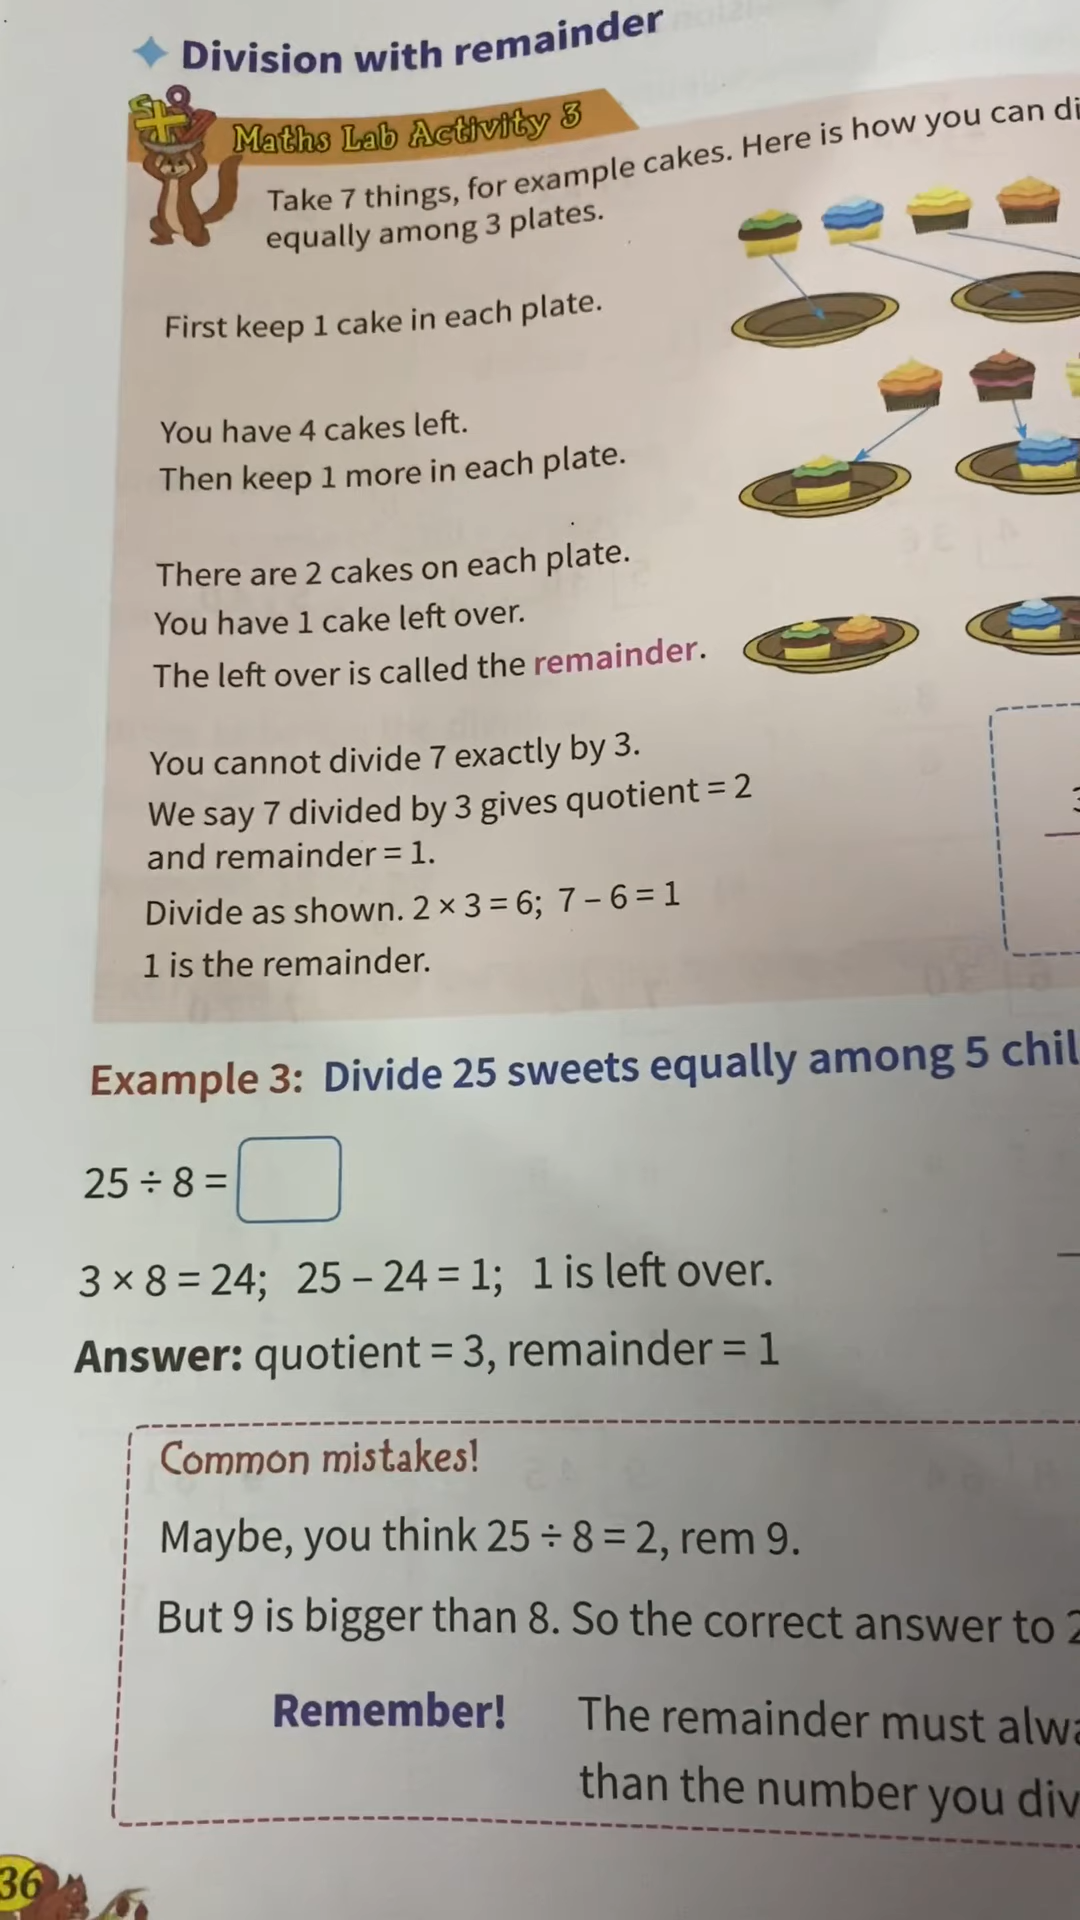 Division with remainder
Maths Lab Activity 3
Take 7 things, for example cakes. Here is how you can
equally among 3 plates.
First keep 1 cake in each plate.
You have 4 cakes left.
Then keep 1 more in each plate.
There are 2 cakes on each plate.
You have 1 cake left over.
The left over is called the remainder.
You cannot divide 7 exactly by 3.
We say 7 divided by 3 gives quotient = 2
and remainder = 1.
Divide as shown. 2 × 3 = 6; 7 – 6 = 1
1 is the remainder.
Example 3: Divide 25 sweets equally among 5
25 ÷ 8 =
3 × 8 = 24; 25 – 24 = 1; 1 is left over.
Answer: quotient = 3, remainder = 1
Common mistakes!
Maybe, you think 25 ÷ 8 = 2, rem 9.
But 9 is bigger than 8. So the correct answer to
Remember! The remainder must
than the number you
36